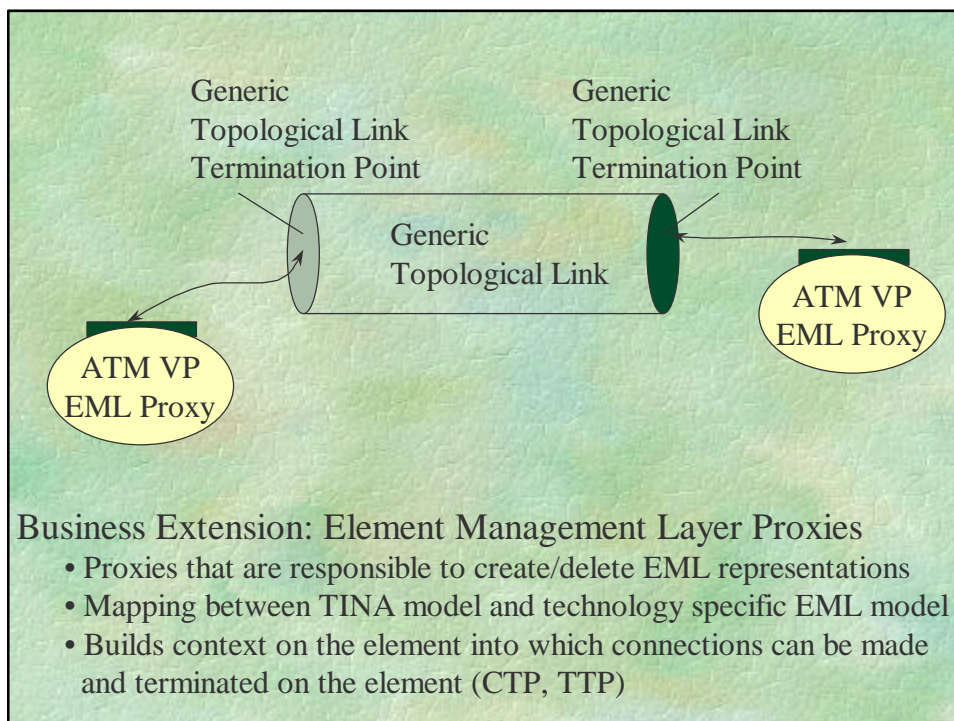 Generic
Topological Link
Termination Point
Generic
Topological Link
Termination Point
Generic
Topological Link
ATM VP
EML Proxy
ATM VP
EML Proxy
Business Extension: Element Management Layer Proxies
• Proxies that are responsible to create/delete EML representations
• Mapping between TINA model and technology specific EML model
• Builds context on the element into which connections can be made
and terminated on the element (CTP, TTP)